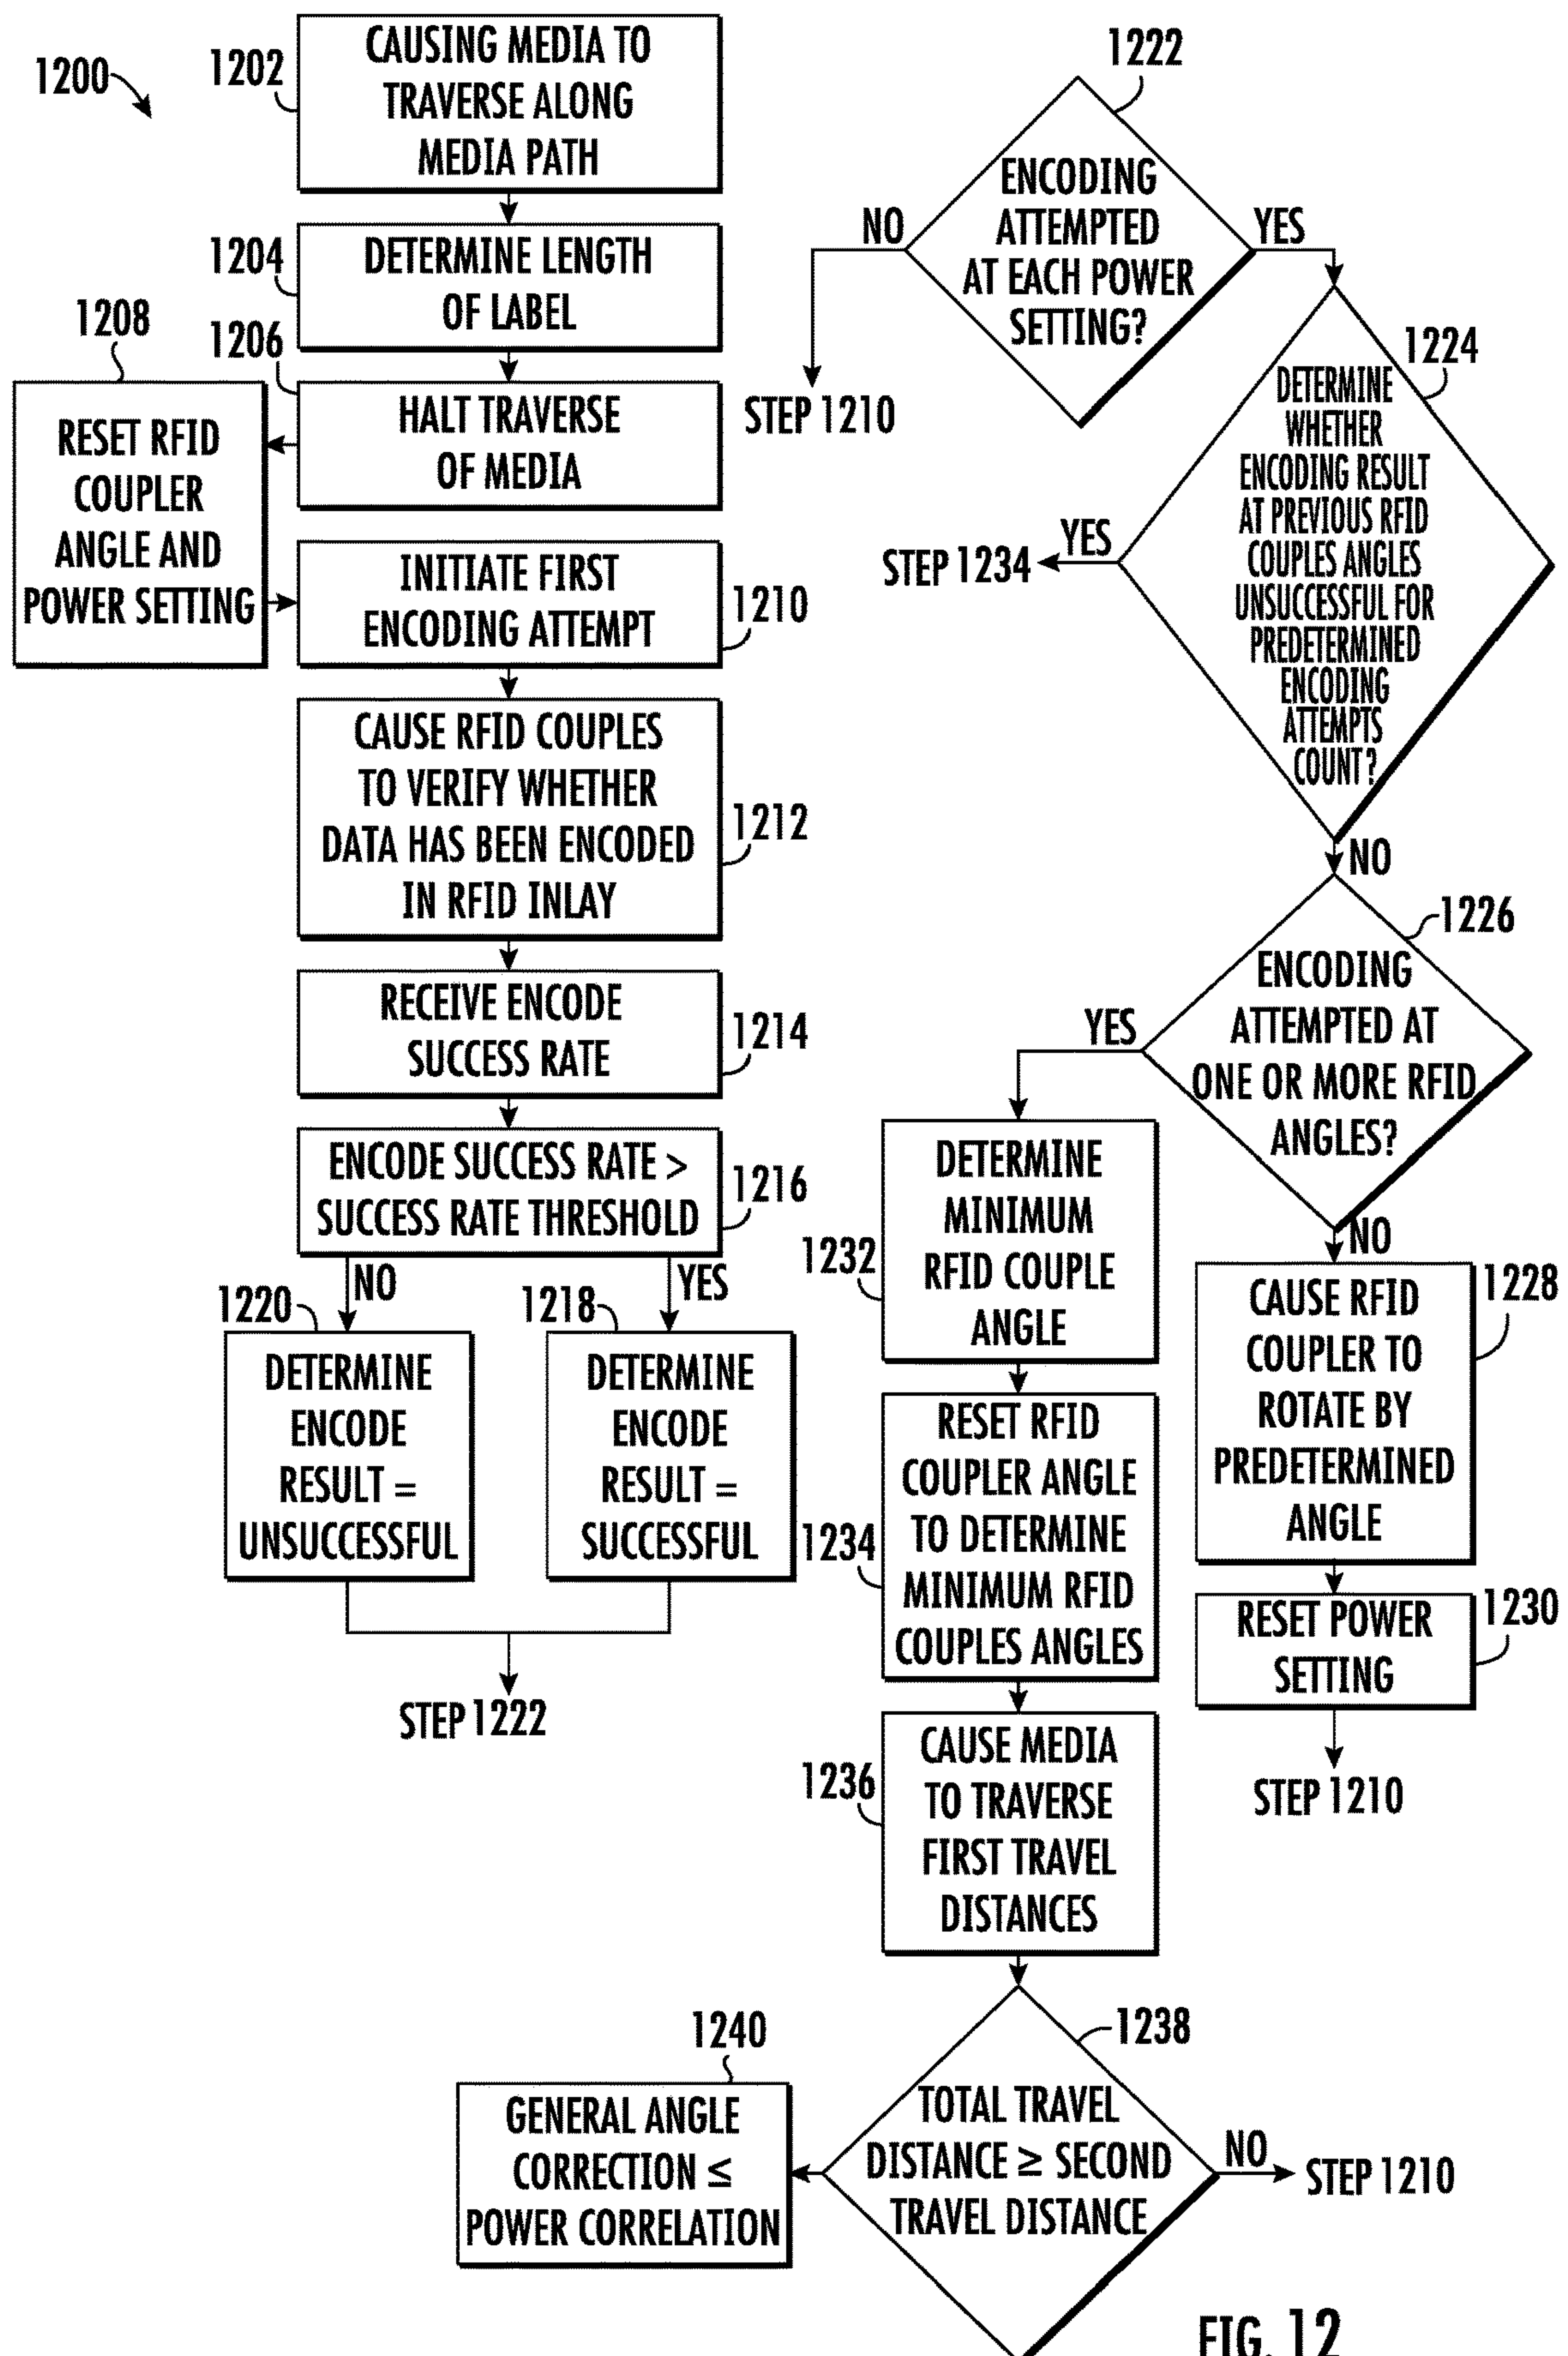 1200
1202
CAUSING MEDIA TO
TRAVERSE ALONG
MEDIA PATH
1204
DETERMINE LENGTH
OF LABEL
1206
HALT TRAVERSE
OF MEDIA
1208
RESET RFID
COUPLER
ANGLE AND
POWER SETTING
INITIATE FIRST
ENCODING ATTEMPT
1210
CAUSE RFID COUPLES
TO VERIFY WHETHER
DATA HAS BEEN ENCODED
IN RFID INLAY
1212
RECEIVE ENCODE
SUCCESS RATE
1214
ENCODE SUCCESS RATE >
SUCCESS RATE THRESHOLD
1216
NO
YES
1220
DETERMINE
ENCODE
RESULT =
UNSUCCESSFUL
1218
DETERMINE
ENCODE
RESULT =
SUCCESSFUL
STEP 1222
1222
ENCODING
ATTEMPTED
AT EACH POWER
SETTING?
NO
YES
STEP 1210
1224
DETERMINE
WHETHER
ENCODING RESULT
AT PREVIOUS RFID
COUPLES ANGLES
UNSUCCESSFUL FOR
PREDETERMINED
ENCODING
ATTEMPTS
COUNT?
YES
STEP 1234
NO
1226
ENCODING
ATTEMPTED AT
ONE OR MORE RFID
ANGLES?
YES
NO
1232
DETERMINE
MINIMUM
RFID COUPLE
ANGLE
1228
CAUSE RFID
COUPLER TO
ROTATE BY
PREDETERMINED
ANGLE
1234
RESET RFID
COUPLER ANGLE
TO DETERMINE
MINIMUM RFID
COUPLES ANGLES
1230
RESET POWER
SETTING
STEP 1210
1236
CAUSE MEDIA
TO TRAVERSE
FIRST TRAVEL
DISTANCES
1238
TOTAL TRAVEL
DISTANCE ≥ SECOND
TRAVEL DISTANCE
NO
STEP 1210
1240
GENERAL ANGLE
CORRECTION ≤
POWER CORRELATION
FIG. 12